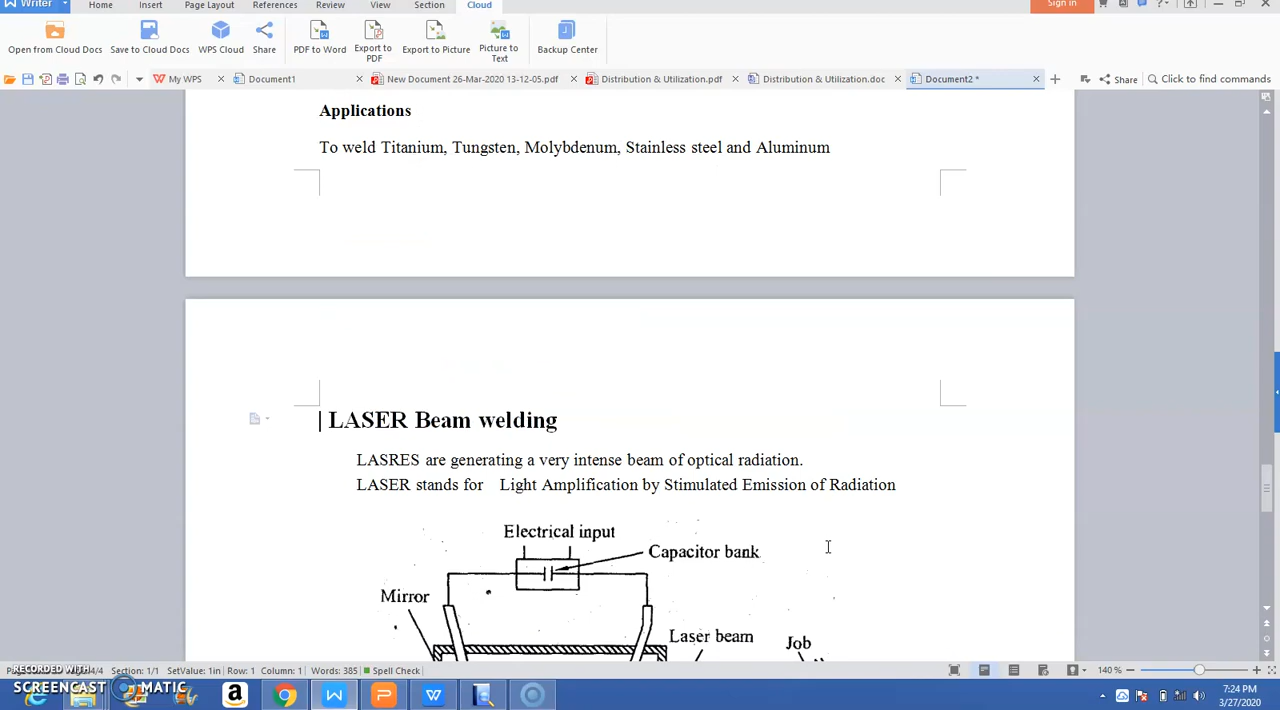 Writer
Home Insert Page Layout References Review View Section Cloud
Sign in
Open from Cloud Docs Save to Cloud Docs WPS Cloud Share PDF to Word Export to PDF Export to Picture Picture to Text Backup Center
My WPS Document1 New Document 26-Mar-2020 13-12-05.pdf Distribution & Utilization.pdf Distribution & Utilization.doc Document2 * Share Click to find commands
Applications
To weld Titanium, Tungsten, Molybdenum, Stainless steel and Aluminum
LASER Beam welding
LASRES are generating a very intense beam of optical radiation.
LASER stands for Light Amplification by Stimulated Emission of Radiation
Electrical input
Capacitor bank
Mirror
Laser beam
Job
RECORDED WITH
4/4 Section: 1/1 SetValue: 1in Row: 1 Column: 1 Words: 385 Spell Check 140 %
SCREENCAST MATIC
7:24 PM
3/27/2020